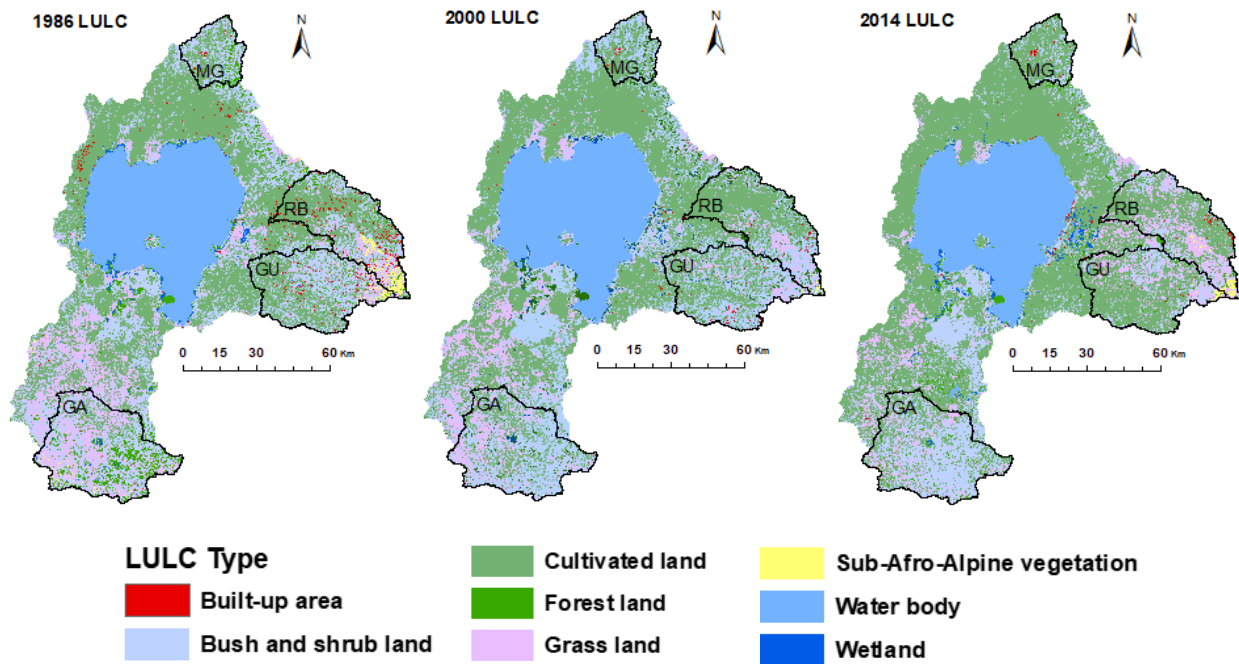 1986 LULC
N
MG
RB
GU
GA
0 15 30 60 Km
2000 LULC
N
MG
RB
GU
GA
0 15 30 60 Km
2014 LULC
N
MG
RB
GU
GA
0 15 30 60 Km
LULC Type
Built-up area
Bush and shrub land
Cultivated land
Forest land
Grass land
Sub-Afro-Alpine vegetation
Water body
Wetland